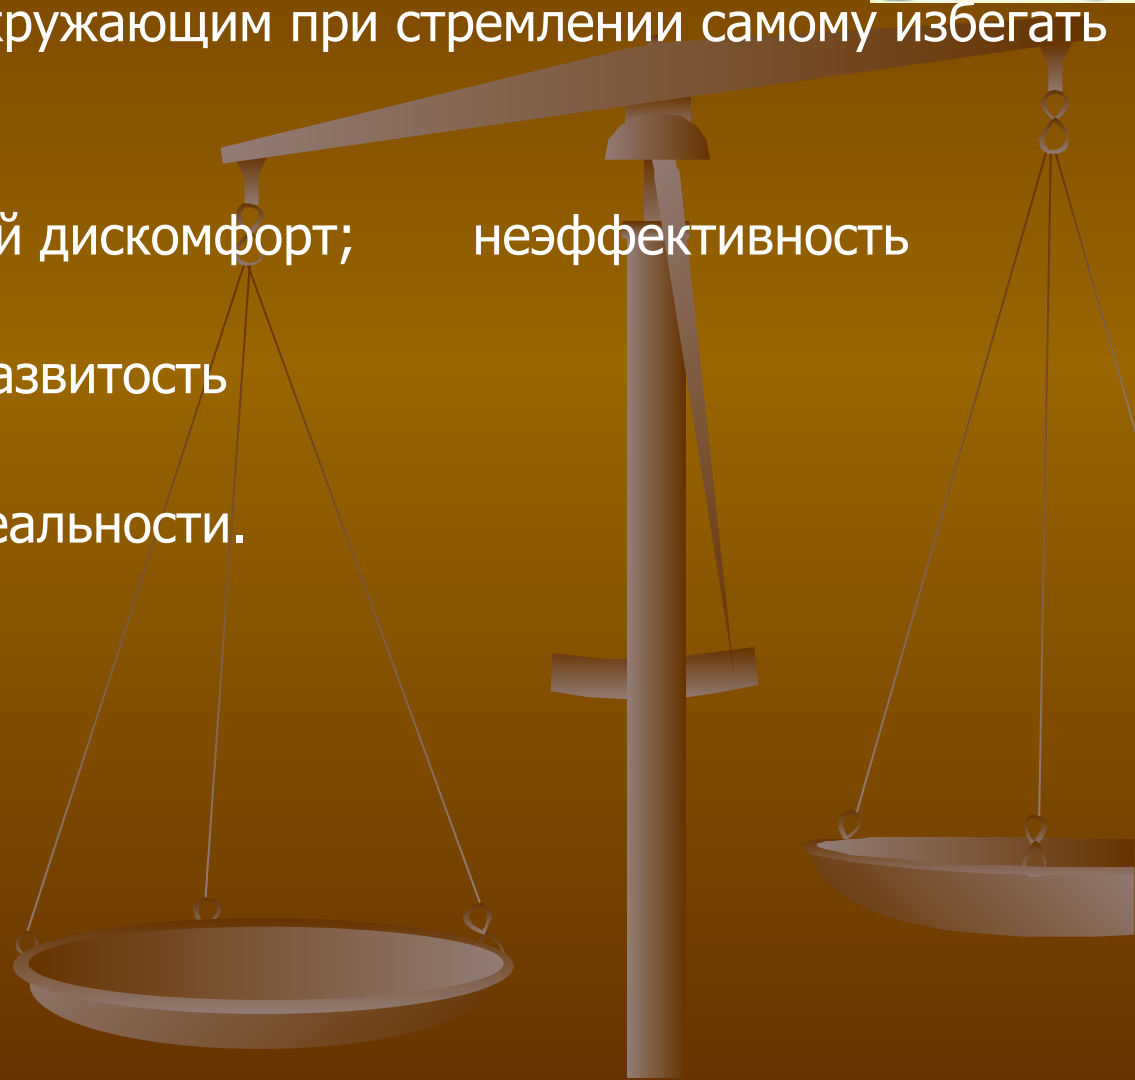 кружающим при стремлении самому избегать
й дискомфорт; неэффективность
азвитость
еальности.